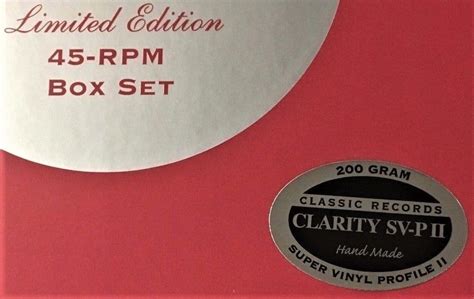 Limited Edition
45-RPM
BOX SET
200 GRAM
CLASSIC RECORDS
CLARITY SV-P II
Hand Made
SUPER VINYL PROFILE II